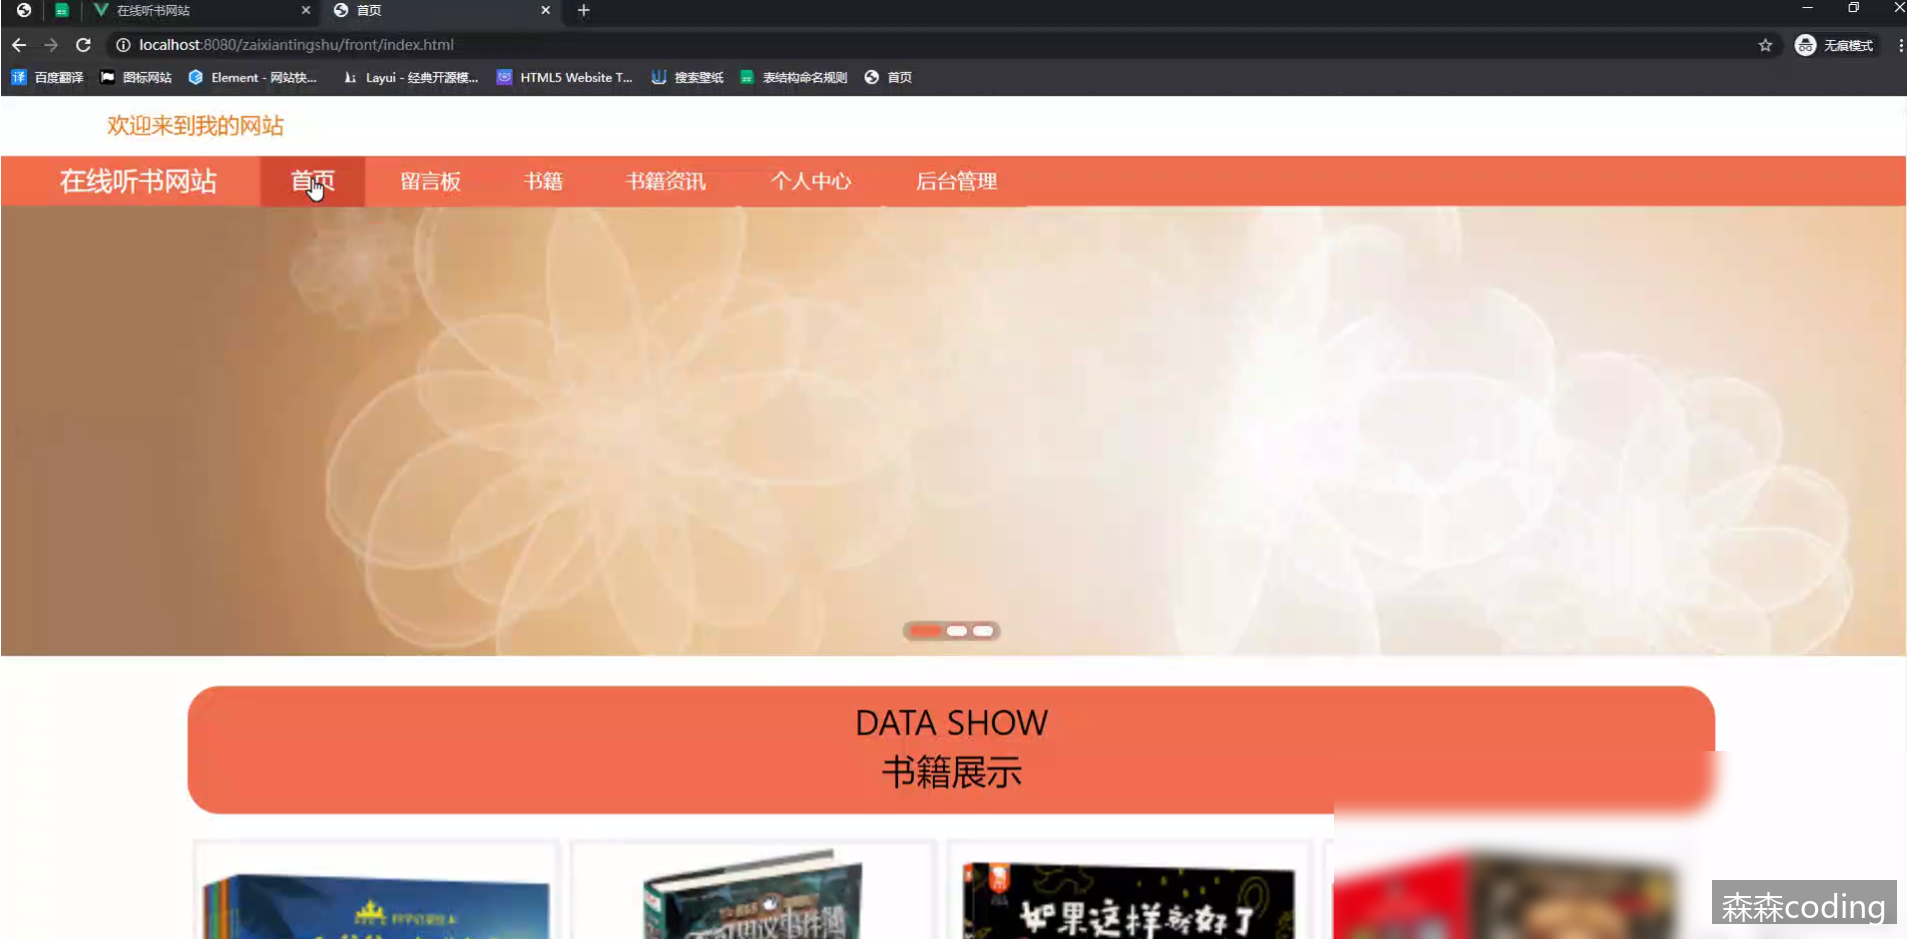 在线听书网站
首页
localhost:8080/zaixiantingshu/front/index.html
无痕模式
译 百度翻译
图标网站
Element - 网站快...
Layui - 经典开源模...
HTML5 Website T...
搜索壁纸
表结构命名规则
首页
欢迎来到我的网站
在线听书网站
首页
留言板
书籍
书籍资讯
个人中心
后台管理
DATA SHOW
书籍展示
如果这样就好了
森森coding